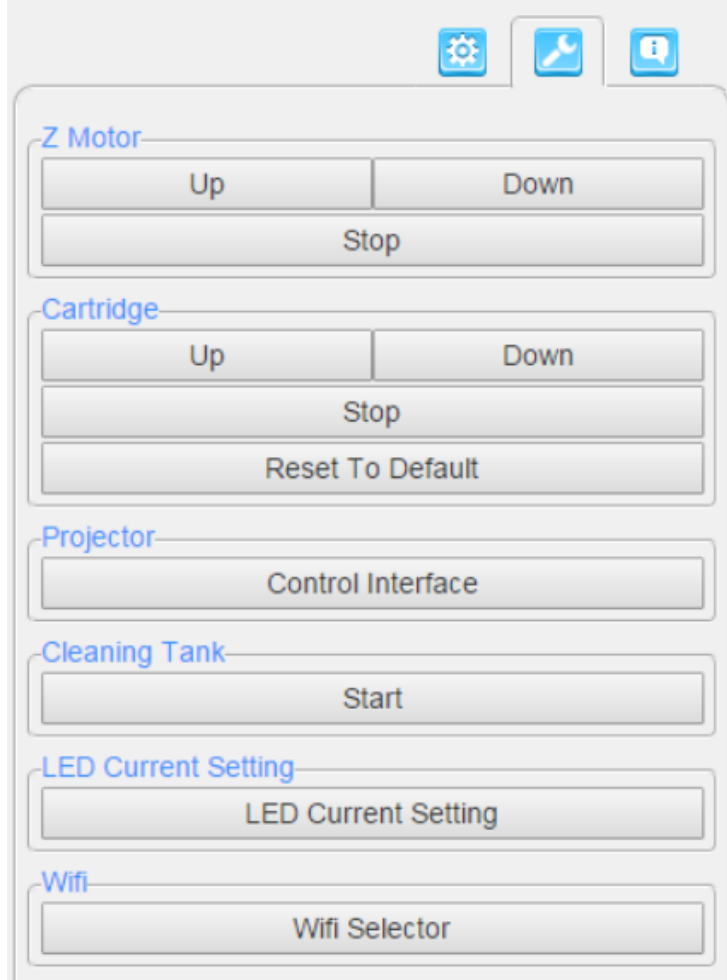 Z Motor
Up Down
Stop
Cartridge
Up Down
Stop
Reset To Default
Projector
Control Interface
Cleaning Tank
Start
LED Current Setting
LED Current Setting
Wifi
Wifi Selector